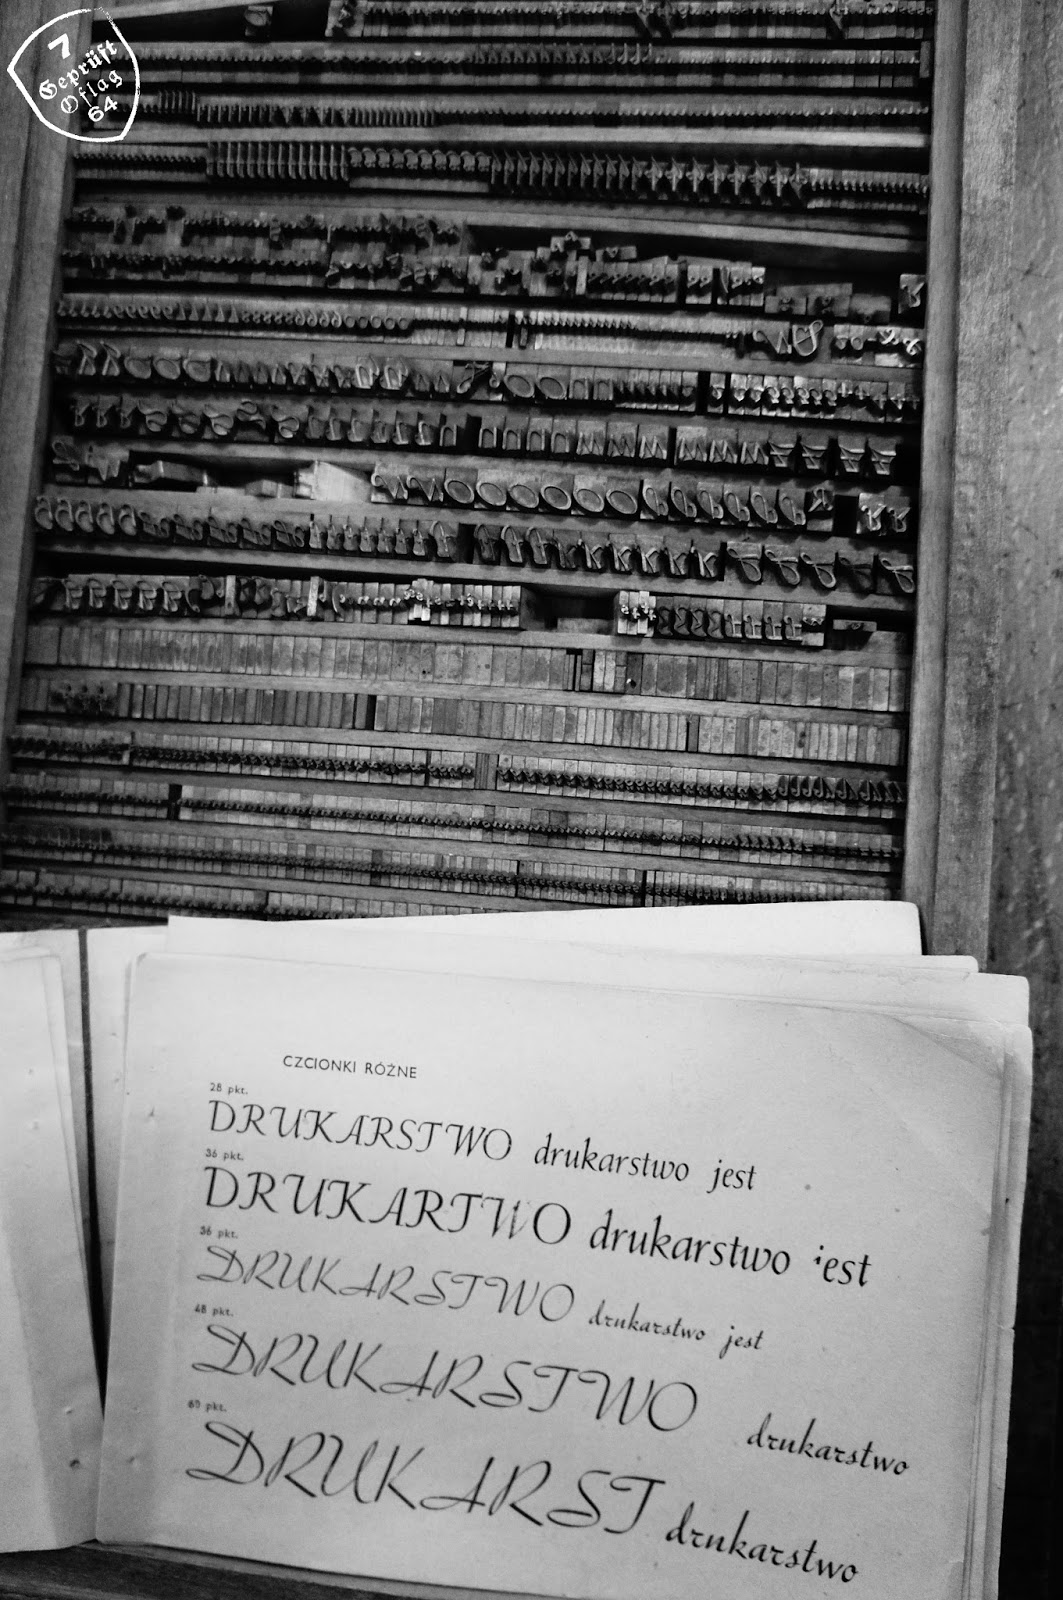 7
Geprüft
Oflag
64
CZCIONKI RÓŻNE
28 pkt.
DRUKARSTWO drukarstwo jest
36 pkt.
DRUKARTWO drukarstwo jest
36 pkt.
DRUKARSTWO drukarstwo jest
48 pkt.
DRUKARSTWO drukarstwo
60 pkt.
DRUKARST drukarstwo